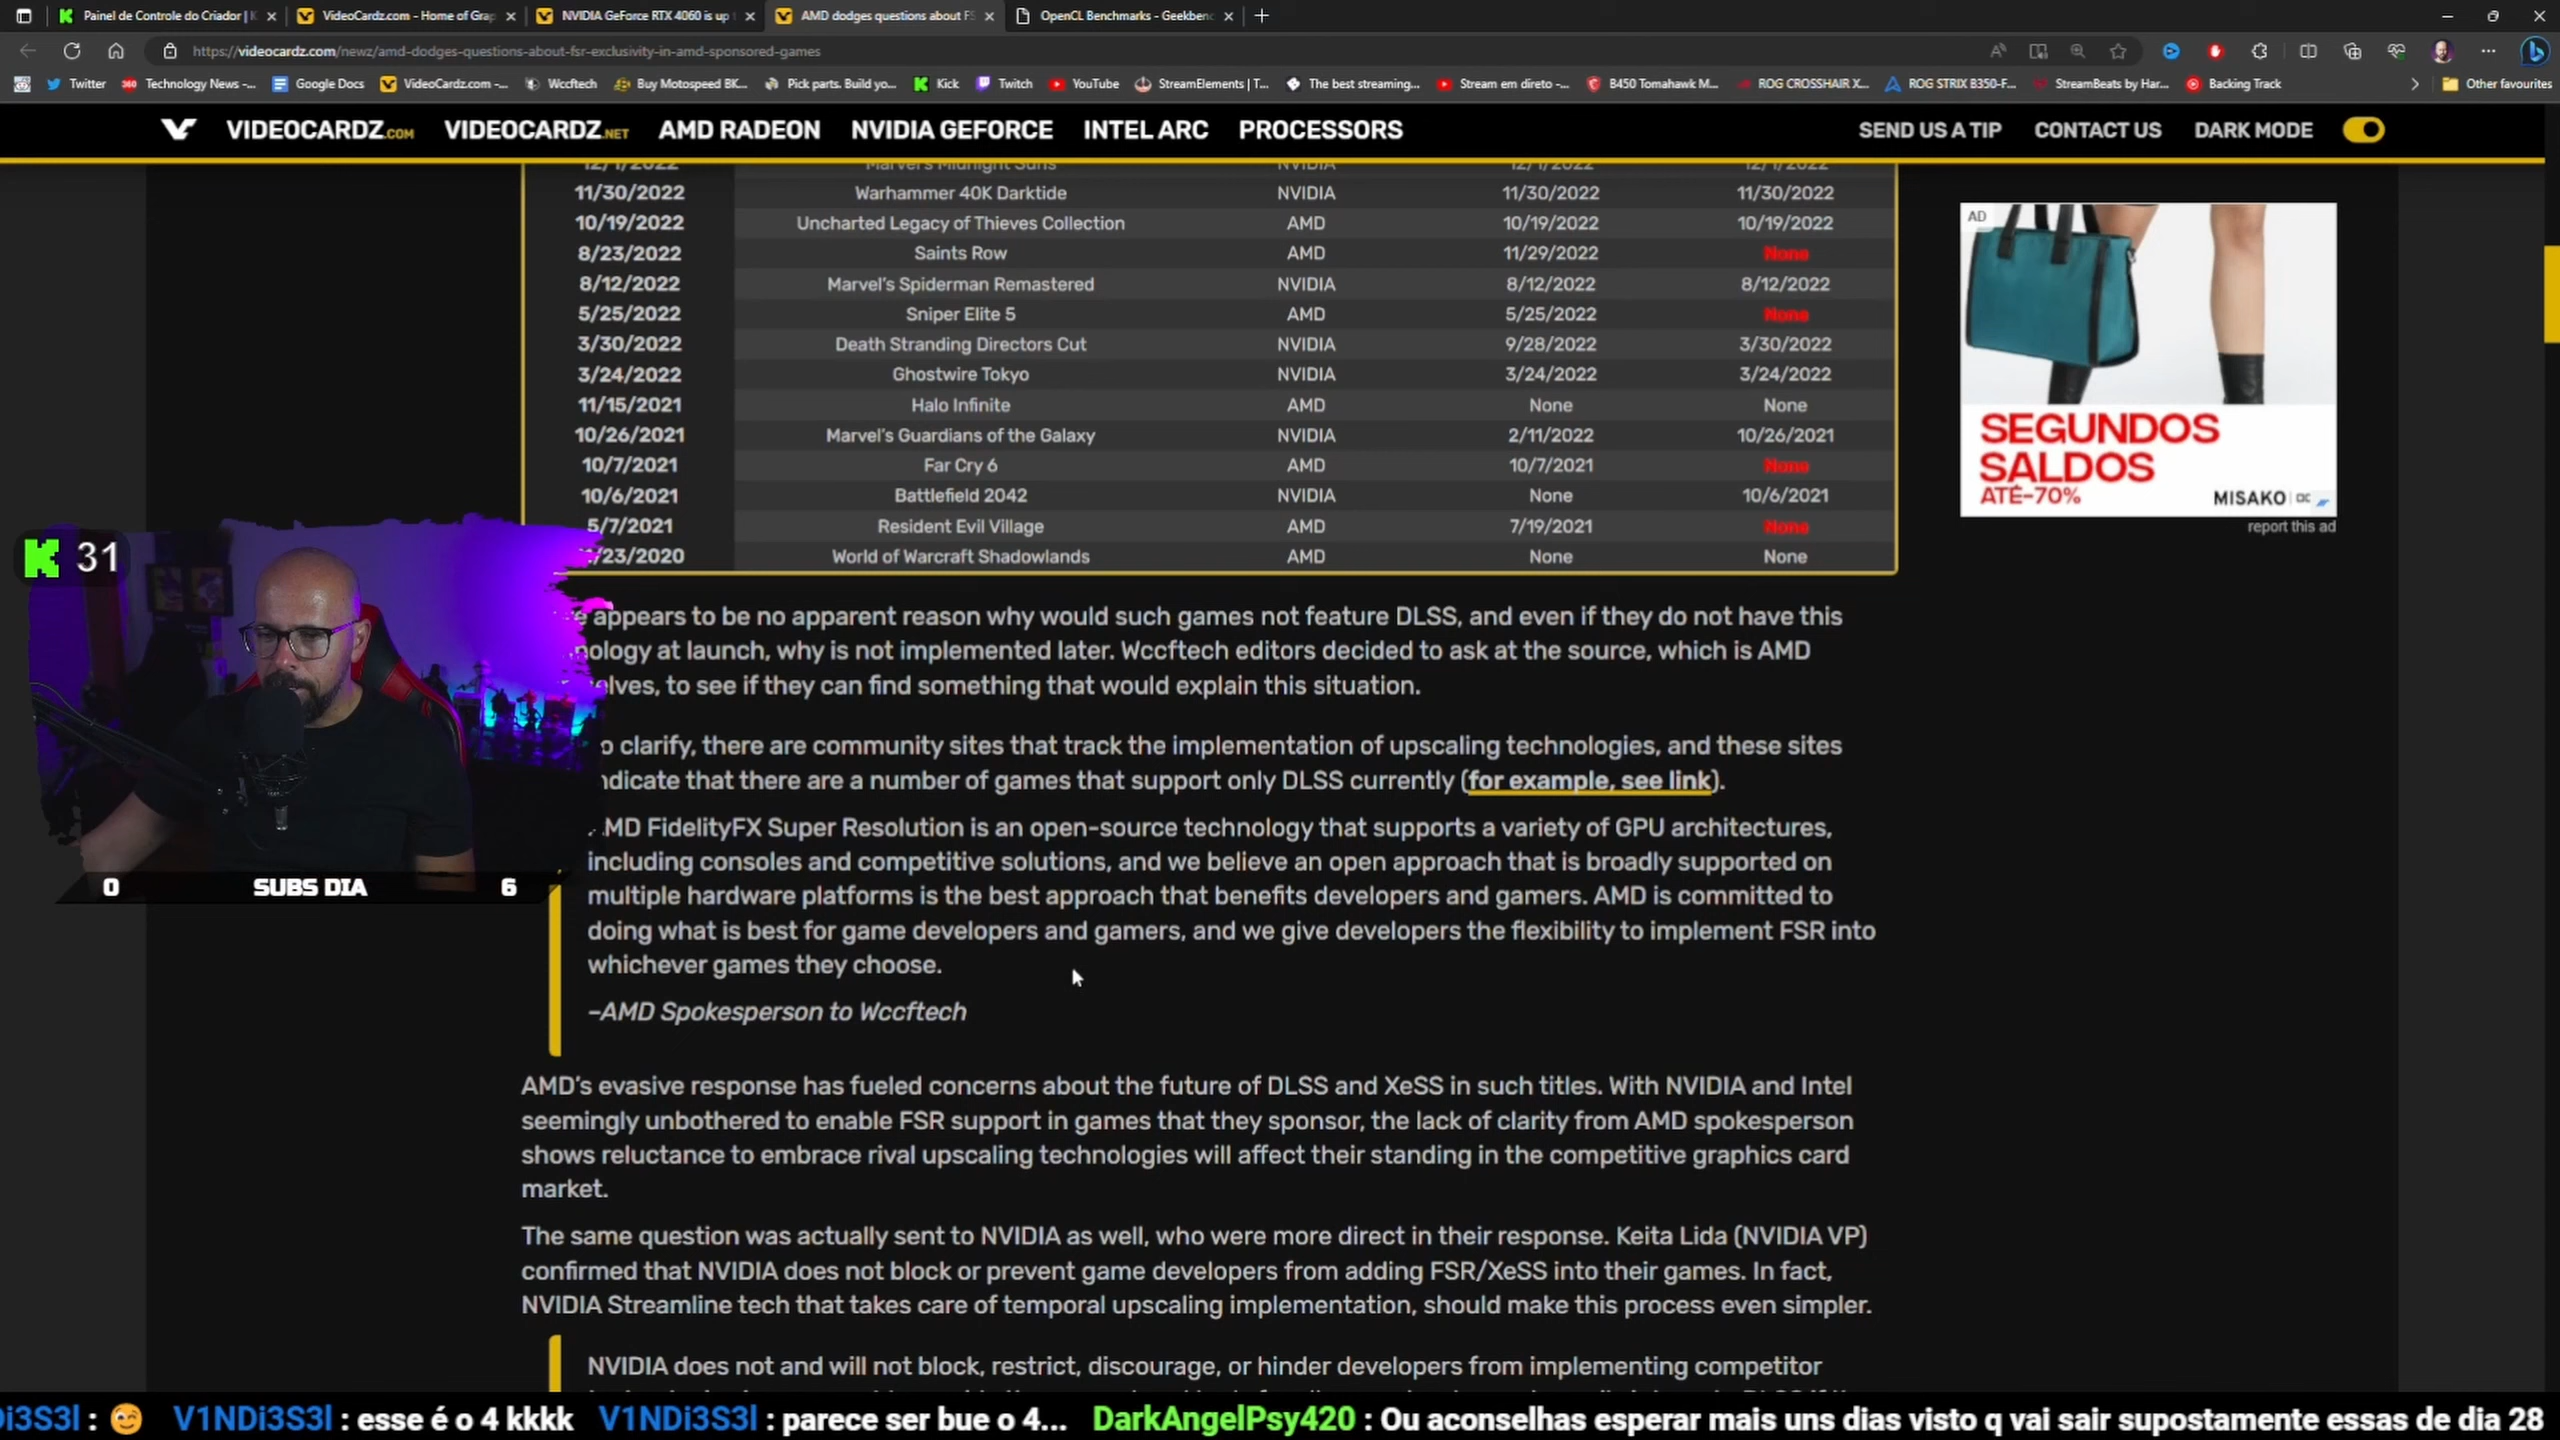 Painel de Controle do Criador | K
VideoCardz.com - Home of Grap
NVIDIA GeForce RTX 4060 is up t
AMD dodges questions about FS
OpenCL Benchmarks - Geekbenc
https://videocardz.com/newz/amd-dodges-questions-about-fsr-exclusivity-in-amd-sponsored-games
Twitter
Technology News -...
Google Docs
VideoCardz.com -...
Wccftech
Buy Motospeed BK...
Pick parts. Build yo...
Kick
Twitch
YouTube
StreamElements | T...
The best streaming...
Stream em direto -...
B450 Tomahawk M...
ROG CROSSHAIR X...
ROG STRIX B350-F...
StreamBeats by Har...
Backing Track
Other favourites
VIDEOCARDZ.COM VIDEOCARDZ.NET AMD RADEON NVIDIA GEFORCE INTEL ARC PROCESSORS SEND US A TIP CONTACT US DARK MODE
12/1/2022 Marvel's Midnight Suns NVIDIA 12/1/2022 12/1/2022
11/30/2022 Warhammer 40K Darktide NVIDIA 11/30/2022 11/30/2022
10/19/2022 Uncharted Legacy of Thieves Collection AMD 10/19/2022 10/19/2022
8/23/2022 Saints Row AMD 11/29/2022 None
8/12/2022 Marvel's Spiderman Remastered NVIDIA 8/12/2022 8/12/2022
5/25/2022 Sniper Elite 5 AMD 5/25/2022 None
3/30/2022 Death Stranding Directors Cut NVIDIA 9/28/2022 3/30/2022
3/24/2022 Ghostwire Tokyo NVIDIA 3/24/2022 3/24/2022
11/15/2021 Halo Infinite AMD None None
10/26/2021 Marvel's Guardians of the Galaxy NVIDIA 2/11/2022 10/26/2021
10/7/2021 Far Cry 6 AMD 10/7/2021 None
10/6/2021 Battlefield 2042 NVIDIA None 10/6/2021
5/7/2021 Resident Evil Village AMD 7/19/2021 None
/23/2020 World of Warcraft Shadowlands AMD None None
AD
SEGUNDOS
SALDOS
ATÉ-70%
MISAKO
report this ad
31
0 SUBS DIA 6
e appears to be no apparent reason why would such games not feature DLSS, and even if they do not have this
nology at launch, why is not implemented later. Wccftech editors decided to ask at the source, which is AMD
elves, to see if they can find something that would explain this situation.
o clarify, there are community sites that track the implementation of upscaling technologies, and these sites
ndicate that there are a number of games that support only DLSS currently (for example, see link).
AMD FidelityFX Super Resolution is an open-source technology that supports a variety of GPU architectures,
including consoles and competitive solutions, and we believe an open approach that is broadly supported on
multiple hardware platforms is the best approach that benefits developers and gamers. AMD is committed to
doing what is best for game developers and gamers, and we give developers the flexibility to implement FSR into
whichever games they choose.
–AMD Spokesperson to Wccftech
AMD's evasive response has fueled concerns about the future of DLSS and XeSS in such titles. With NVIDIA and Intel
seemingly unbothered to enable FSR support in games that they sponsor, the lack of clarity from AMD spokesperson
shows reluctance to embrace rival upscaling technologies will affect their standing in the competitive graphics card
market.
The same question was actually sent to NVIDIA as well, who were more direct in their response. Keita Lida (NVIDIA VP)
confirmed that NVIDIA does not block or prevent game developers from adding FSR/XeSS into their games. In fact,
NVIDIA Streamline tech that takes care of temporal upscaling implementation, should make this process even simpler.
NVIDIA does not and will not block, restrict, discourage, or hinder developers from implementing competitor
Di3S3l : 😉 V1NDi3S3l : esse é o 4 kkkk V1NDi3S3l : parece ser bue o 4... DarkAngelPsy420 : Ou aconselhas esperar mais uns dias visto q vai sair supostamente essas de dia 28